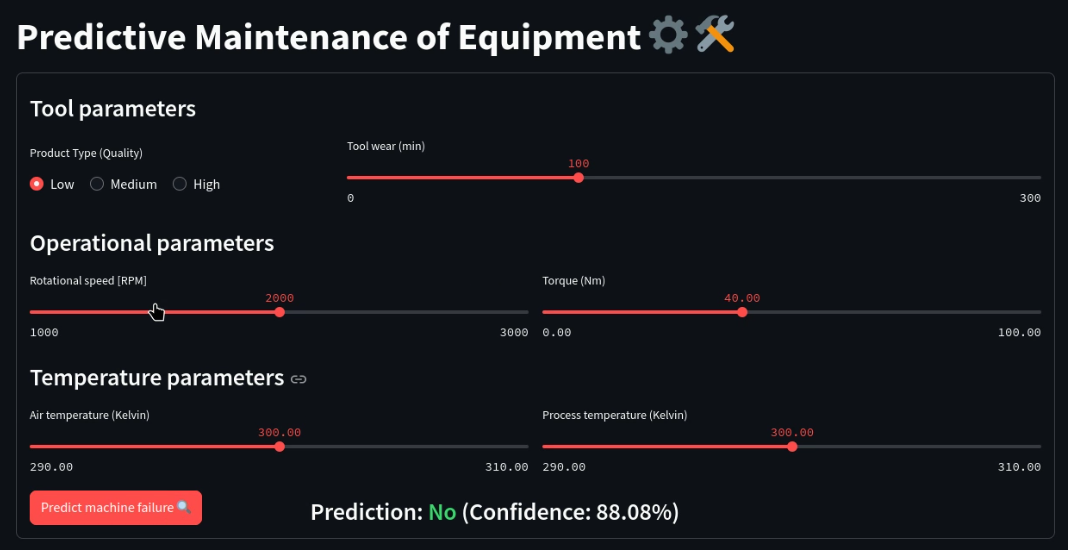 Predictive Maintenance of Equipment ⚙️🛠️
Tool parameters
Product Type (Quality)
Low Medium High
Tool wear (min)
100
0 300
Operational parameters
Rotational speed [RPM]
2000
1000 3000
Torque (Nm)
40.00
0.00 100.00
Temperature parameters
Air temperature (Kelvin)
300.00
290.00 310.00
Process temperature (Kelvin)
300.00
290.00 310.00
Predict machine failure🔍
Prediction: No (Confidence: 88.08%)